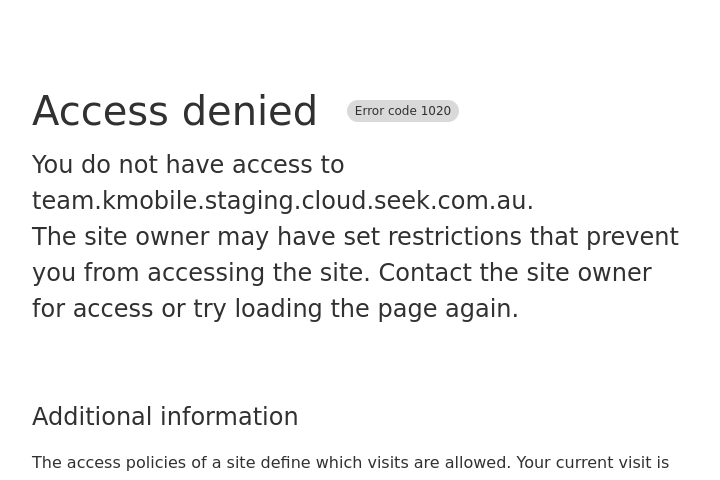 Access denied Error code 1020
You do not have access to
team.kmobile.staging.cloud.seek.com.au.
The site owner may have set restrictions that prevent
you from accessing the site. Contact the site owner
for access or try loading the page again.
Additional information
The access policies of a site define which visits are allowed. Your current visit is